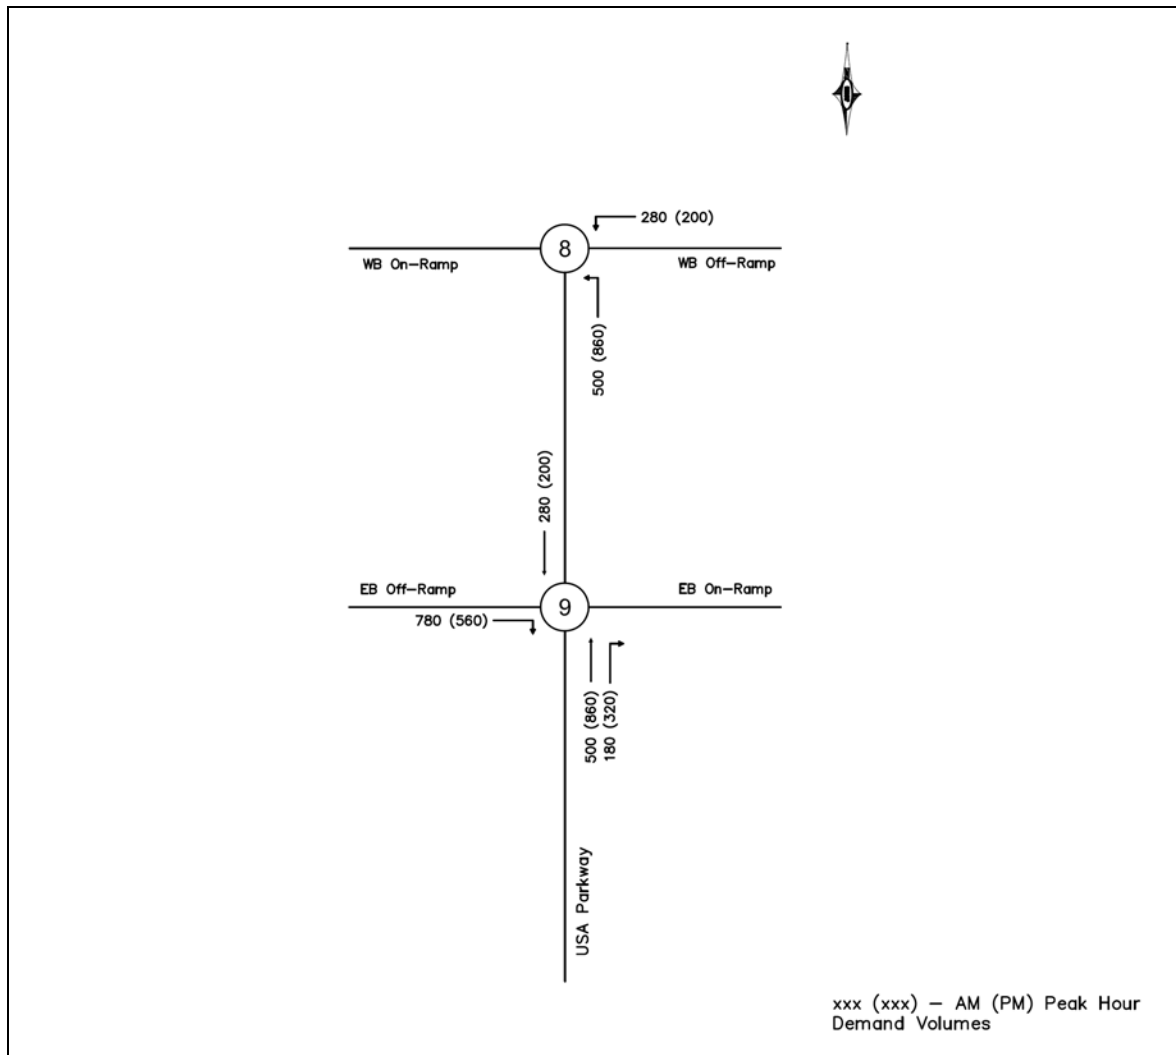 280 (200)
8
WB On-Ramp
WB Off-Ramp
500 (860)
280 (200)
EB Off-Ramp
EB On-Ramp
9
780 (560)
500 (860)
180 (320)
USA Parkway
xxx (xxx) – AM (PM) Peak Hour
Demand Volumes